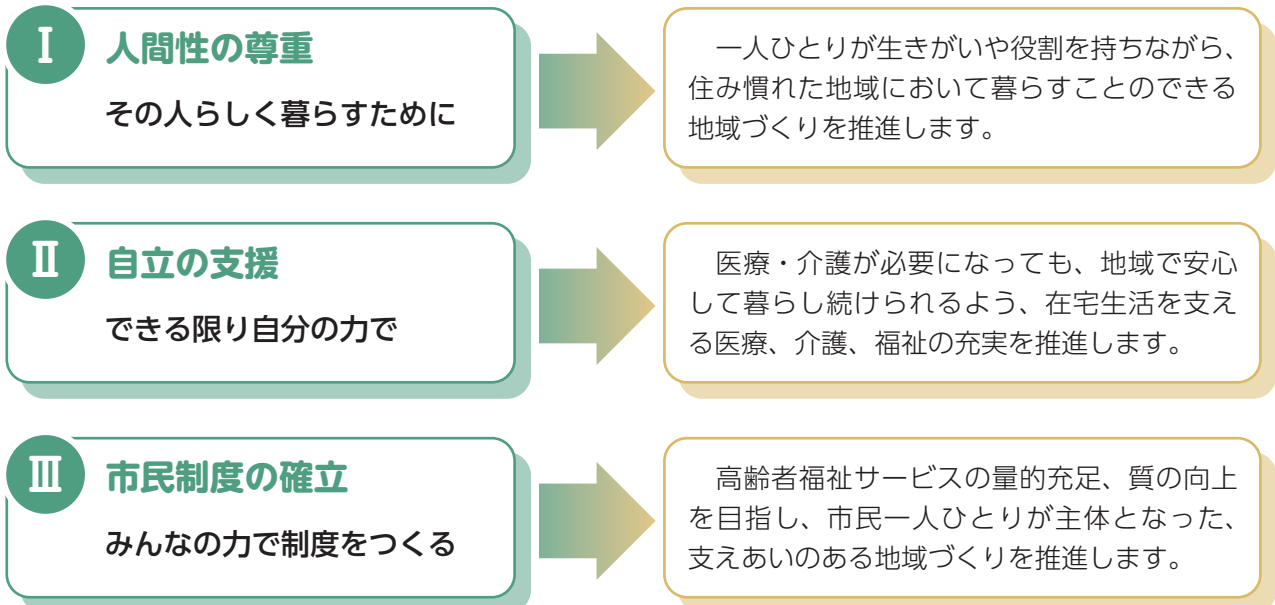 Ⅰ
人間性の尊重
その人らしく暮らすために
一人ひとりが生きがいや役割を持ちながら、
住み慣れた地域において暮らすことのできる
地域づくりを推進します。
Ⅱ
自立の支援
できる限り自分の力で
医療・介護が必要になっても、地域で安心
して暮らし続けられるよう、在宅生活を支え
る医療、介護、福祉の充実を推進します。
Ⅲ
市民制度の確立
みんなの力で制度をつくる
高齢者福祉サービスの量的充足、質の向上
を目指し、市民一人ひとりが主体となった、
支えあいのある地域づくりを推進します。